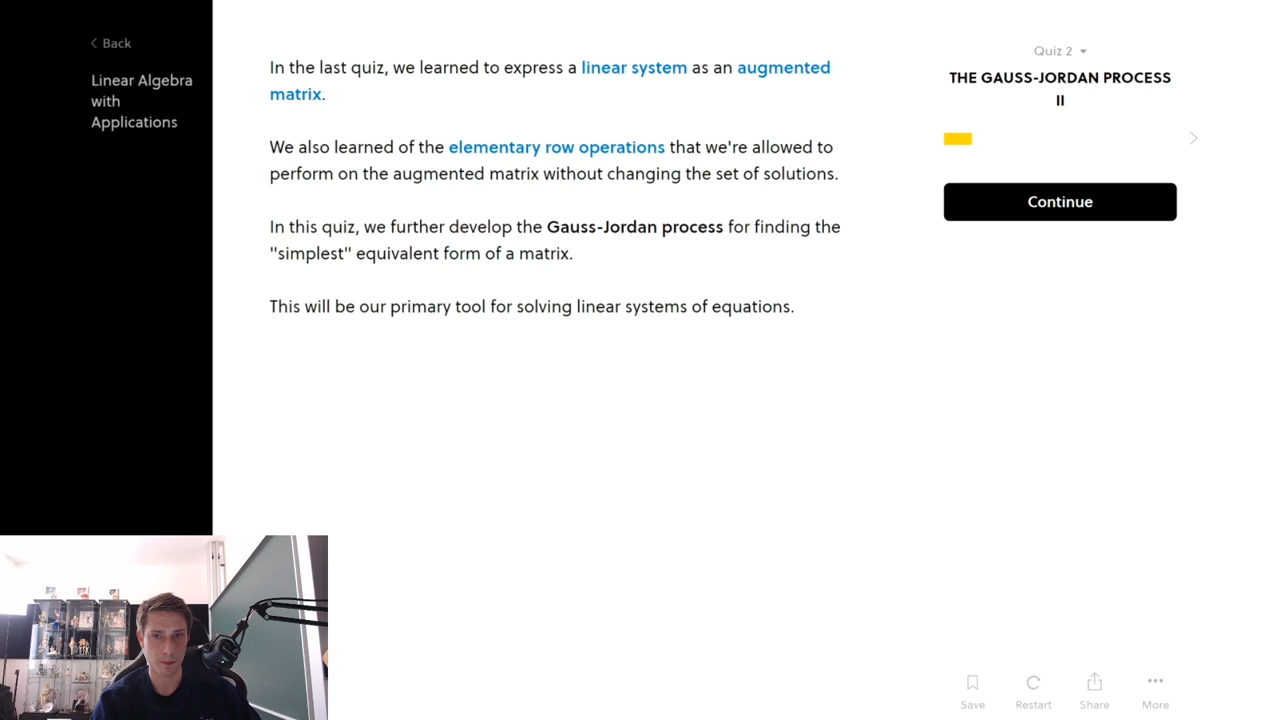 Back
Linear Algebra
with
Applications
In the last quiz, we learned to express a linear system as an augmented
matrix.
We also learned of the elementary row operations that we're allowed to
perform on the augmented matrix without changing the set of solutions.
In this quiz, we further develop the Gauss-Jordan process for finding the
"simplest" equivalent form of a matrix.
This will be our primary tool for solving linear systems of equations.
Quiz 2
THE GAUSS-JORDAN PROCESS
II
Continue
Save Restart Share More